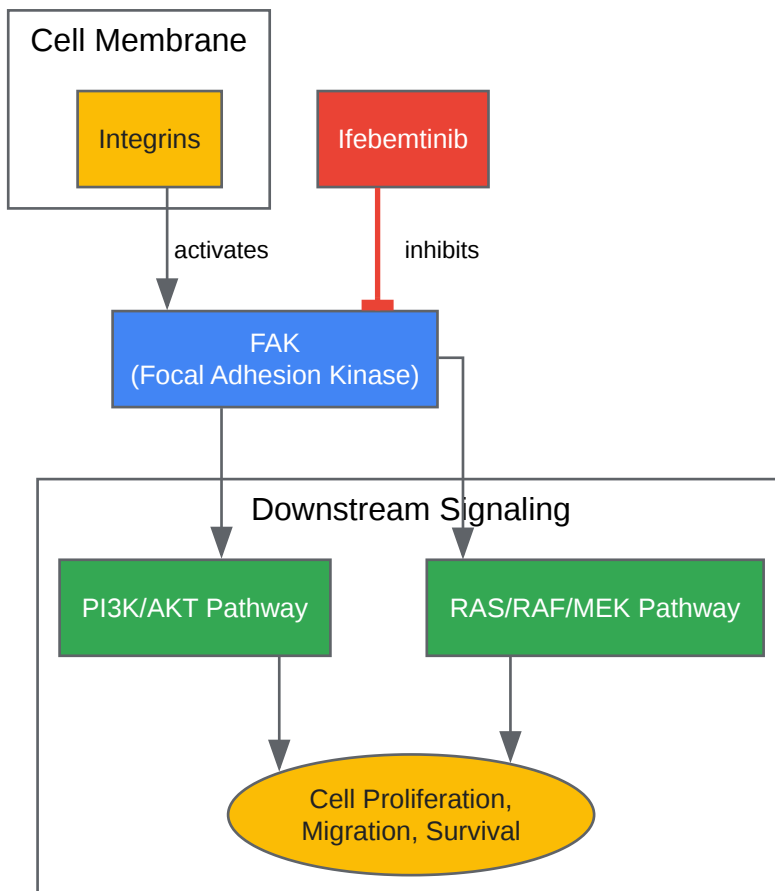 Cell Membrane
Integrins
Ifebemtinib
activates
inhibits
FAK
(Focal Adhesion Kinase)
Downstream Signaling
PI3K/AKT Pathway
RAS/RAF/MEK Pathway
Cell Proliferation,
Migration, Survival